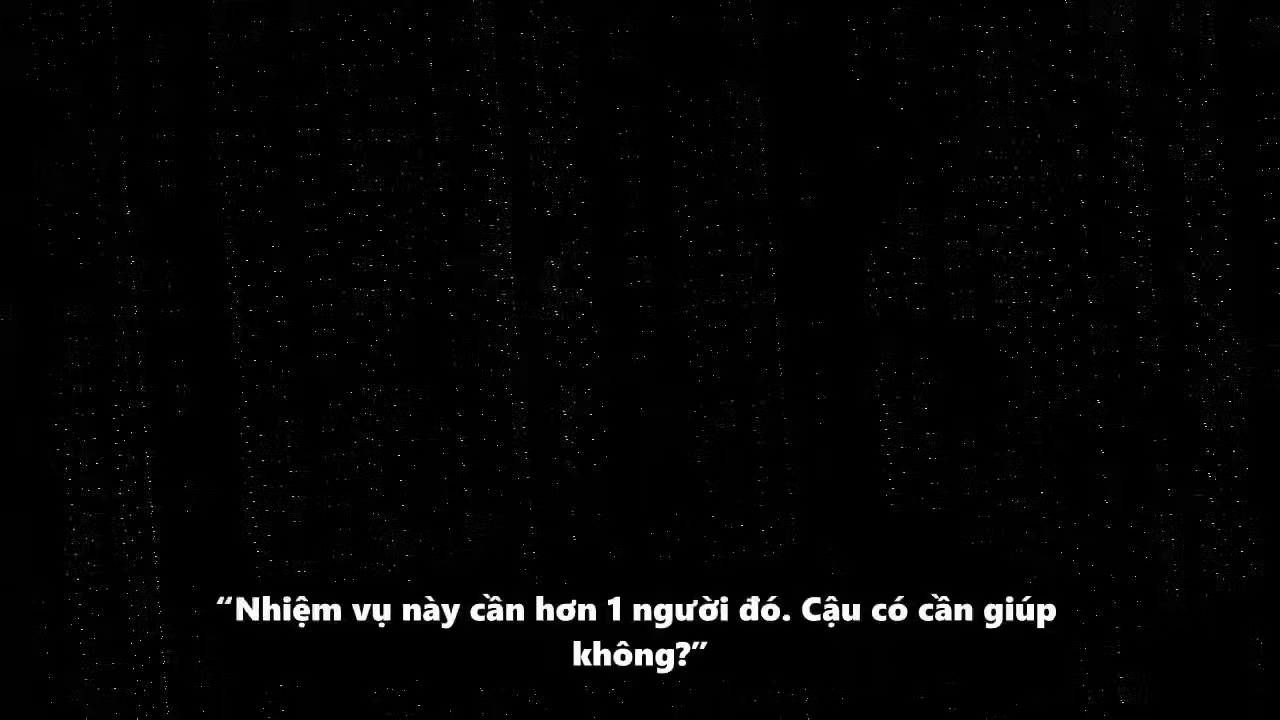 “Nhiệm vụ này cần hơn 1 người đó. Cậu có cần giúp
không?”